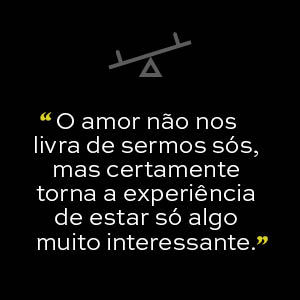 “ O amor não nos
livra de sermos sós,
mas certamente
torna a experiência
de estar só algo
muito interessante.”